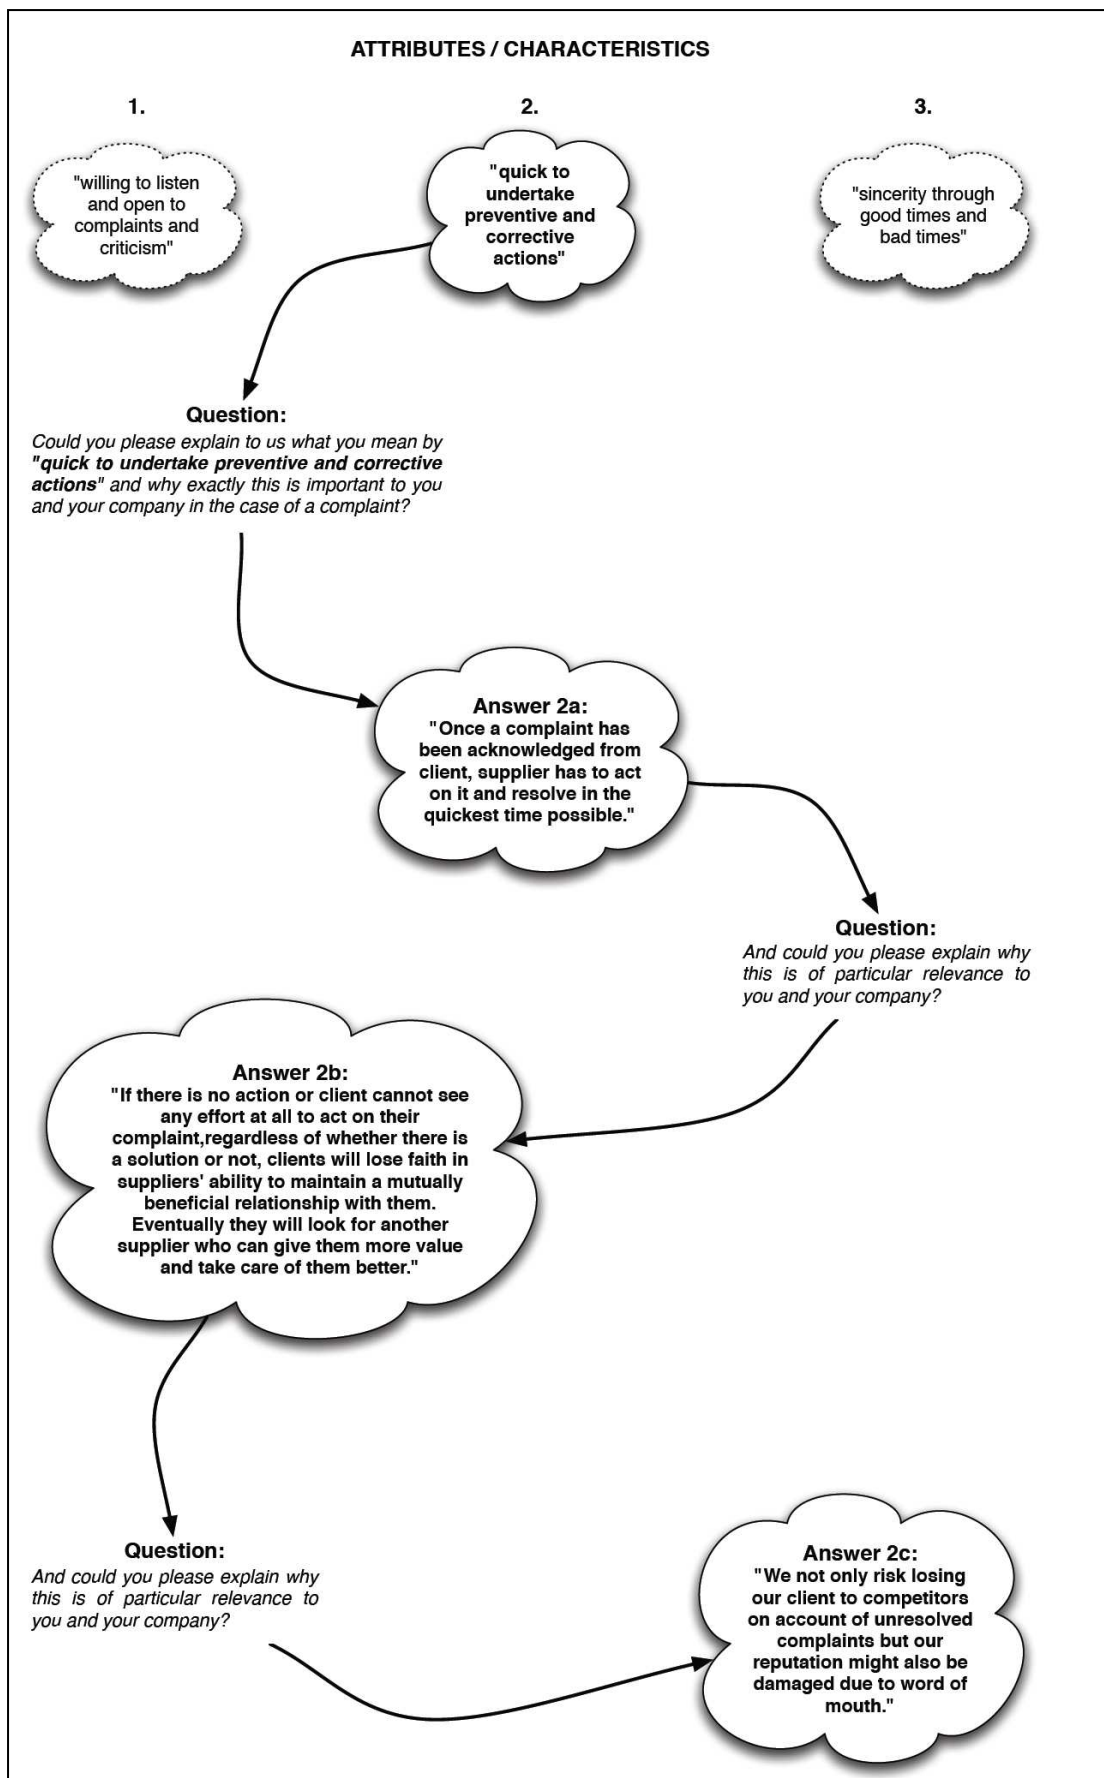 ATTRIBUTES / CHARACTERISTICS
1.
2.
3.
"willing to listen
and open to
complaints and
criticism"
"quick to
undertake
preventive and
corrective
actions"
"sincerity through
good times and
bad times"
Question:
Could you please explain to us what you mean by
"quick to undertake preventive and corrective
actions" and why exactly this is important to you
and your company in the case of a complaint?
Answer 2a:
"Once a complaint has
been acknowledged from
client, supplier has to act
on it and resolve in the
quickest time possible."
Question:
And could you please explain why
this is of particular relevance to
you and your company?
Answer 2b:
"If there is no action or client cannot see
any effort at all to act on their
complaint,regardless of whether there is
a solution or not, clients will lose faith in
suppliers' ability to maintain a mutually
beneficial relationship with them.
Eventually they will look for another
supplier who can give them more value
and take care of them better."
Question:
And could you please explain why
this is of particular relevance to
you and your company?
Answer 2c:
"We not only risk losing
our client to competitors
on account of unresolved
complaints but our
reputation might also be
damaged due to word of
mouth."